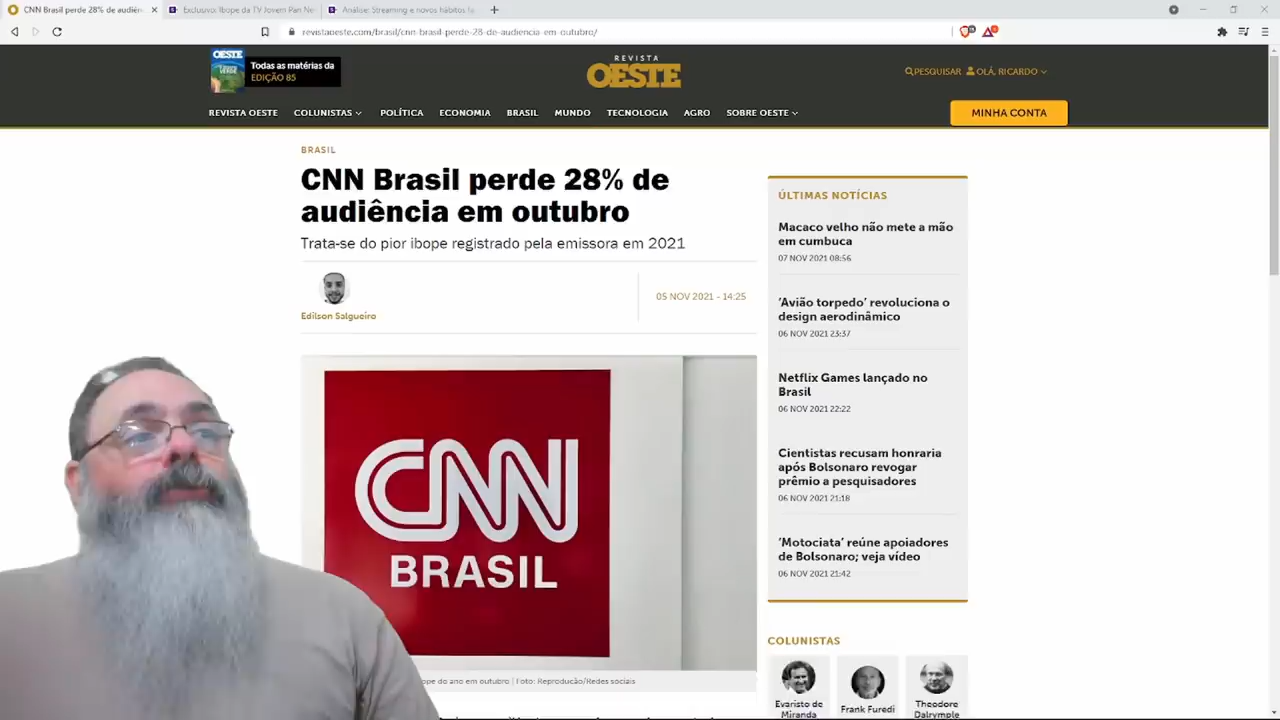 CNN Brasil perde 28% de audiên
Exclusivo: Ibope da TV Jovem Pan Ne
Análise: Streaming e novos hábitos fa
revistaoeste.com/brasil/cnn-brasil-perde-28-de-audiencia-em-outubro/
OESTE
Todas as matérias da
EDIÇÃO 85
REVISTA
OESTE
PESQUISAR
OLÁ, RICARDO
REVISTA OESTE
COLUNISTAS
POLÍTICA
ECONOMIA
BRASIL
MUNDO
TECNOLOGIA
AGRO
SOBRE OESTE
MINHA CONTA
BRASIL
CNN Brasil perde 28% de
audiência em outubro
Trata-se do pior ibope registrado pela emissora em 2021
Edilson Salgueiro
05 NOV 2021 - 14:25
CNN
BRASIL
ope do ano em outubro | Foto: Reprodução/Redes sociais
ÚLTIMAS NOTÍCIAS
Macaco velho não mete a mão
em cumbuca
07 NOV 2021 08:56
‘Avião torpedo’ revoluciona o
design aerodinâmico
06 NOV 2021 23:37
Netflix Games lançado no
Brasil
06 NOV 2021 22:22
Cientistas recusam honraria
após Bolsonaro revogar
prêmio a pesquisadores
06 NOV 2021 21:18
‘Motociata’ reúne apoiadores
de Bolsonaro; veja vídeo
06 NOV 2021 21:42
COLUNISTAS
Evaristo de
Miranda
Frank Furedi
Theodore
Dalrymple